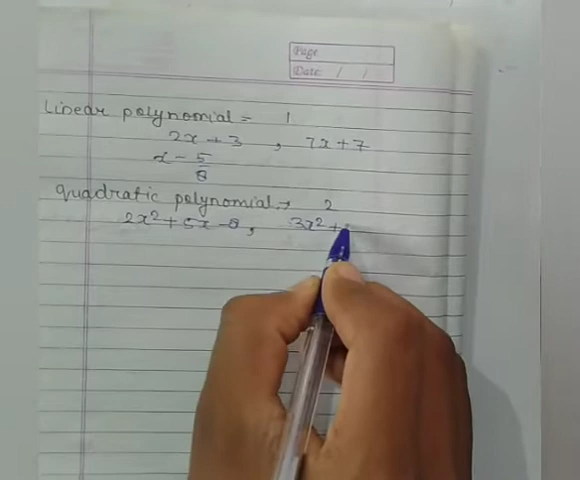 Page
Date: / /
Linear polynomial = 1
2x + 3 , 7x + 7
x - 5/8
quadratic polynomial → 2
2x² + 5x - 8 , 3x² +